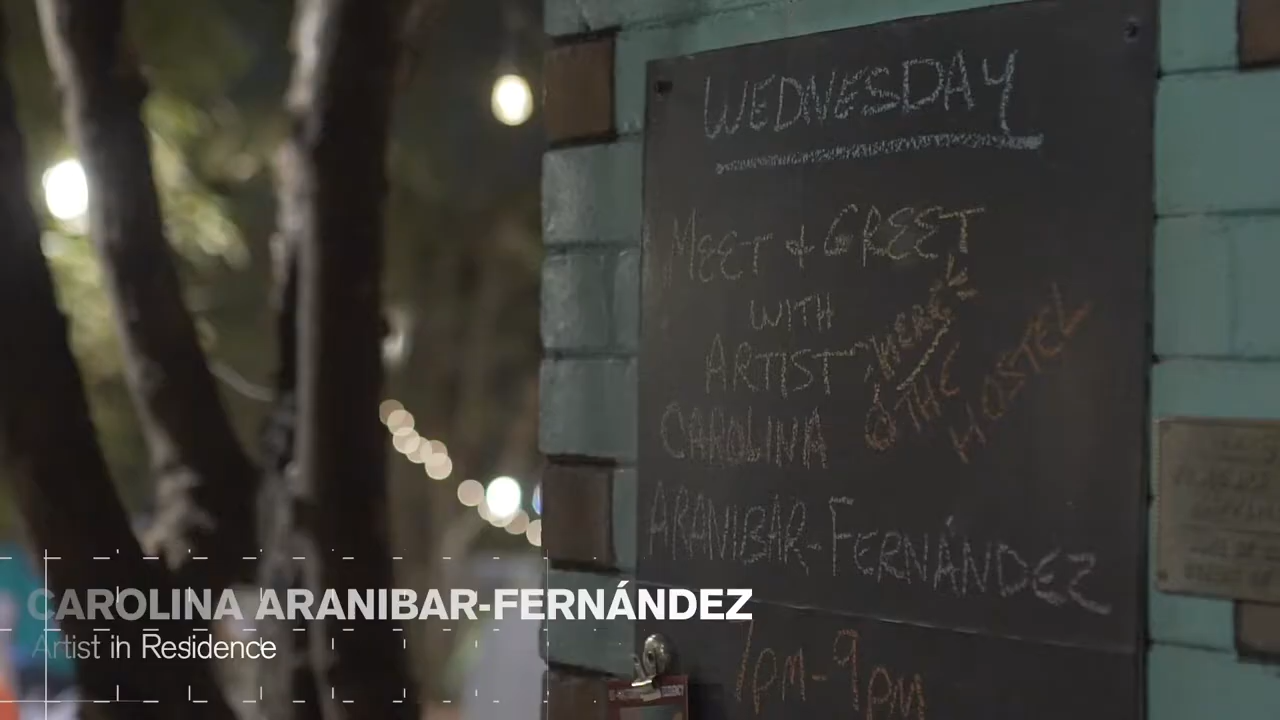 WEDNESDAY
MEET & GREET
WITH
ARTIST
CAROLINA
ARANIBAR-FERNÁNDEZ
HERE
@ THE
HOSTEL
7pm-9pm
CAROLINA ARANIBAR-FERNÁNDEZ
Artist in Residence